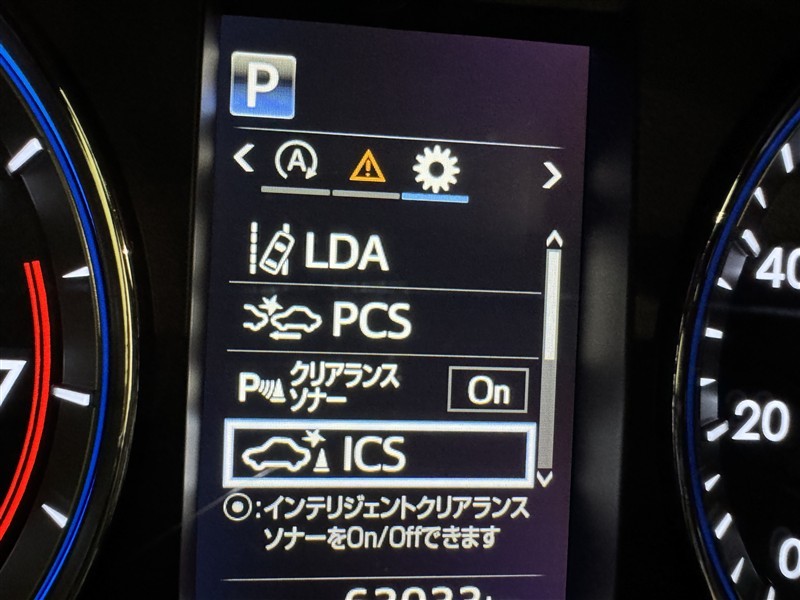 P
A
LDA
PCS
P クリアランス
ソナー On
ICS
:インテリジェントクリアランス
ソナーをOn/Offできます
7
40
20
0